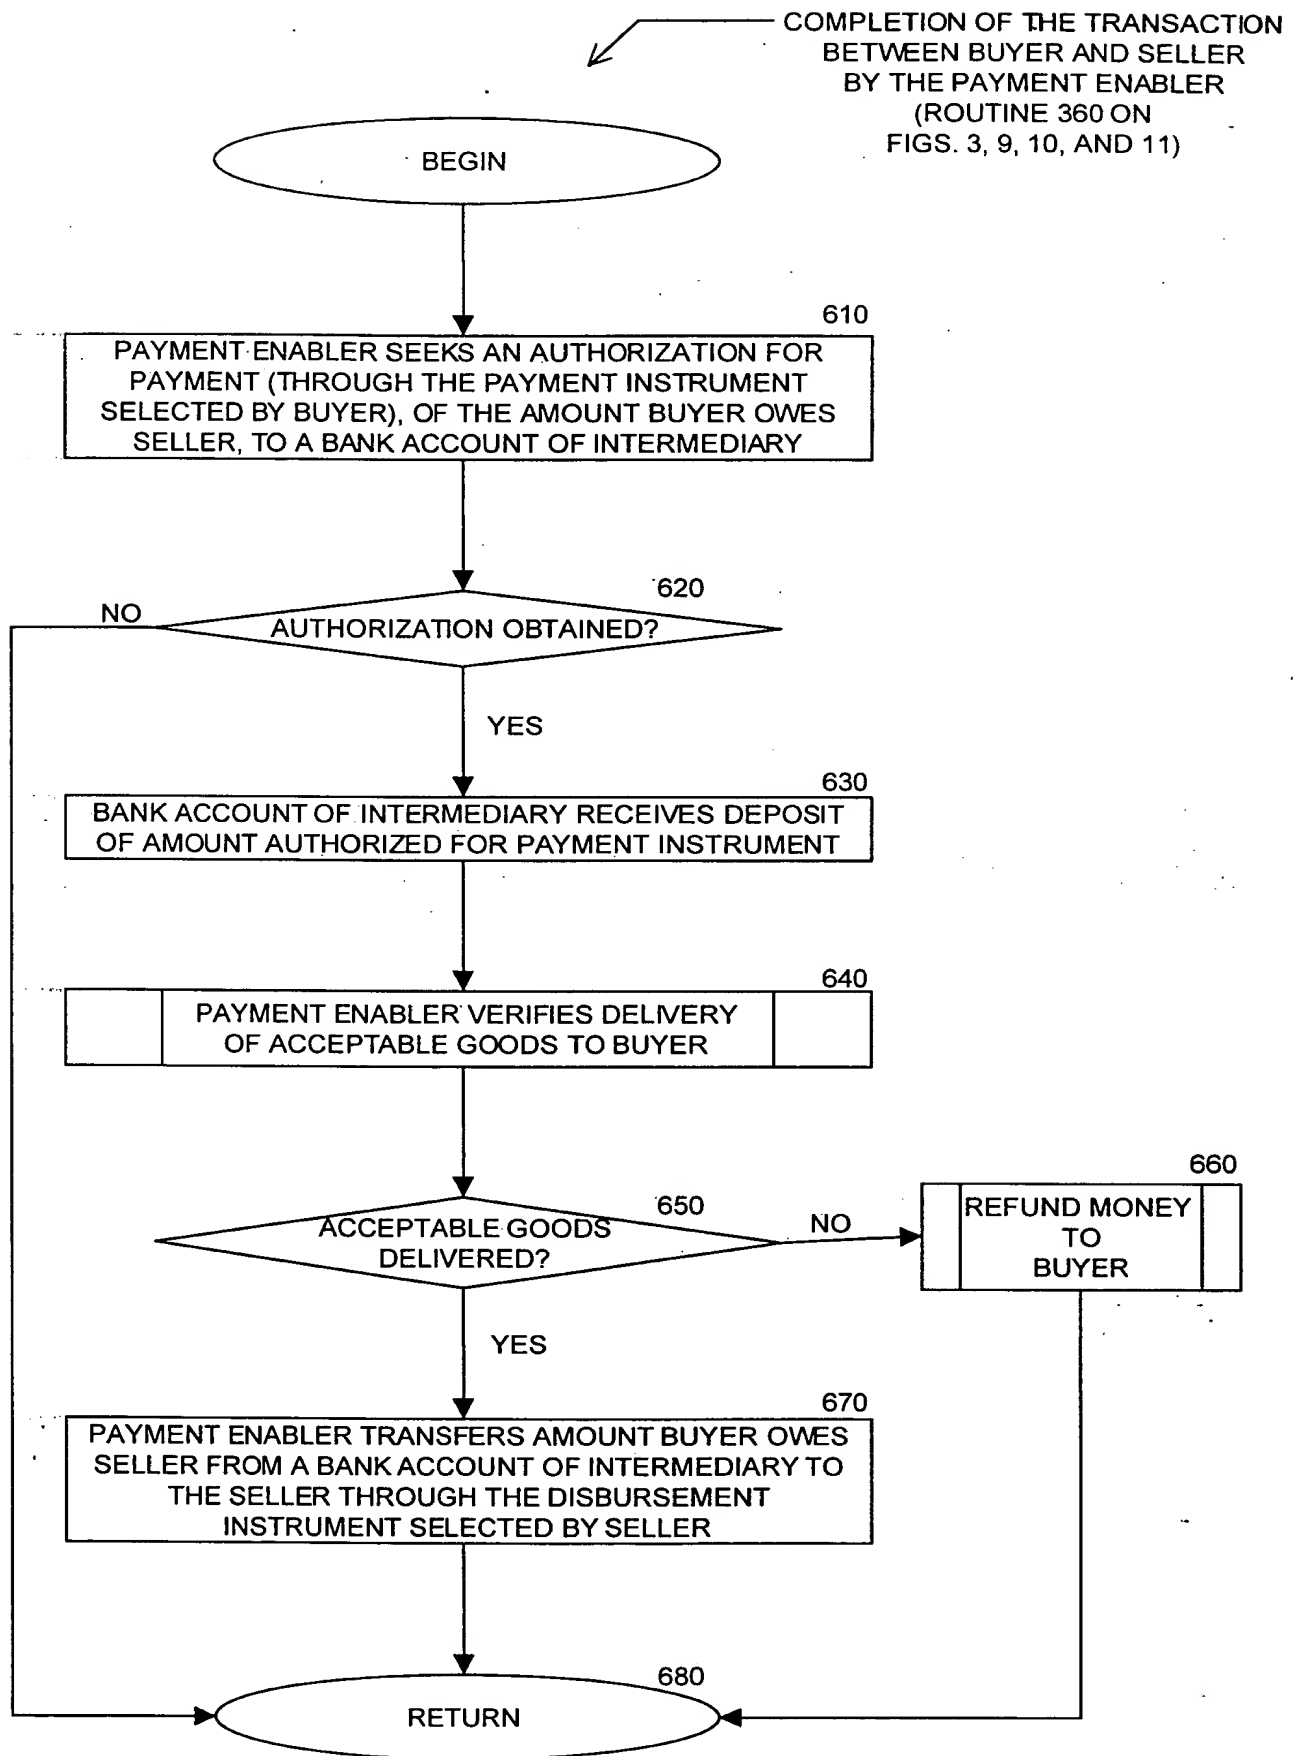 COMPLETION OF THE TRANSACTION
BETWEEN BUYER AND SELLER
BY THE PAYMENT ENABLER
(ROUTINE 360 ON
FIGS. 3, 9, 10, AND 11)
BEGIN
610
PAYMENT ENABLER SEEKS AN AUTHORIZATION FOR
PAYMENT (THROUGH THE PAYMENT INSTRUMENT
SELECTED BY BUYER), OF THE AMOUNT BUYER OWES
SELLER, TO A BANK ACCOUNT OF INTERMEDIARY
620
NO
AUTHORIZATION OBTAINED?
YES
630
BANK ACCOUNT OF INTERMEDIARY RECEIVES DEPOSIT
OF AMOUNT AUTHORIZED FOR PAYMENT INSTRUMENT
640
PAYMENT ENABLER VERIFIES DELIVERY
OF ACCEPTABLE GOODS TO BUYER
650
ACCEPTABLE GOODS
DELIVERED?
NO
660
REFUND MONEY
TO
BUYER
YES
670
PAYMENT ENABLER TRANSFERS AMOUNT BUYER OWES
SELLER FROM A BANK ACCOUNT OF INTERMEDIARY TO
THE SELLER THROUGH THE DISBURSEMENT
INSTRUMENT SELECTED BY SELLER
680
RETURN